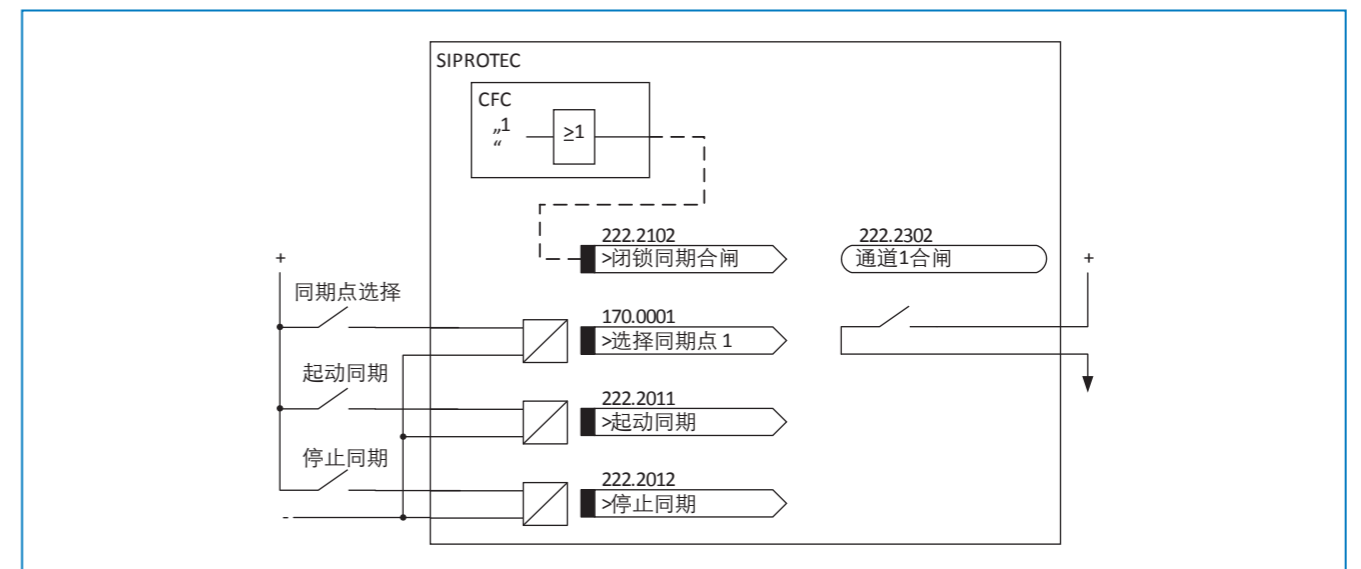 SIPROTEC
CFC
„1
“
≥1
222.2102
>闭锁同期合闸
222.2302
通道1合闸
+
+
同期点选择
170.0001
>选择同期点 1
起动同期
222.2011
>起动同期
停止同期
222.2012
>停止同期
-